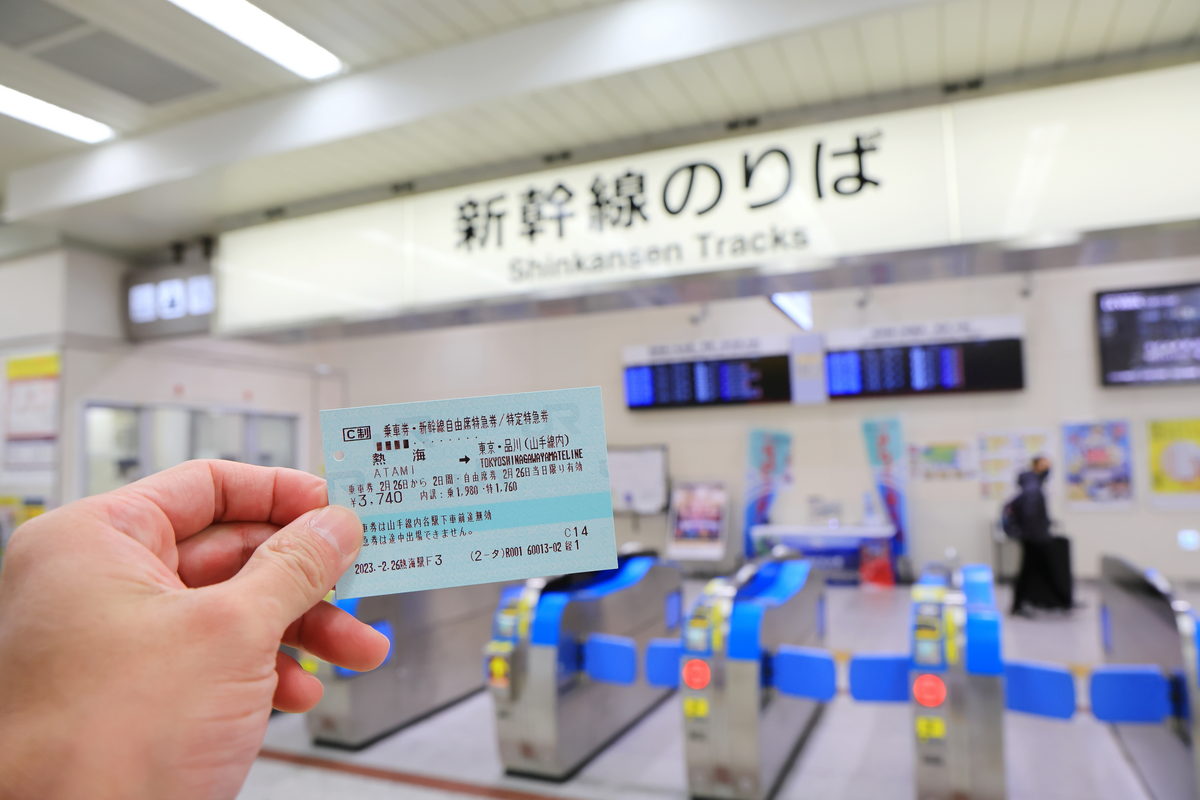 新幹線のりば
Shinkansen Tracks
C制 乗車券・新幹線自由席特急券/特定特急券
熱 海 → 東京・品川(山手線内)
ATAMI TOKYOSHINAGAWAYAMATELINE
乗車券 2月26日から 2日間・自由席券 2月26日当日限り有効
¥3,740 内訳:乗1,980・特1,760
車券は山手線内各駅下車前途無効
急券は途中出場できません。
C14
2023.-2.26熱海駅F3 (2-タ)R001 60013-02 経1